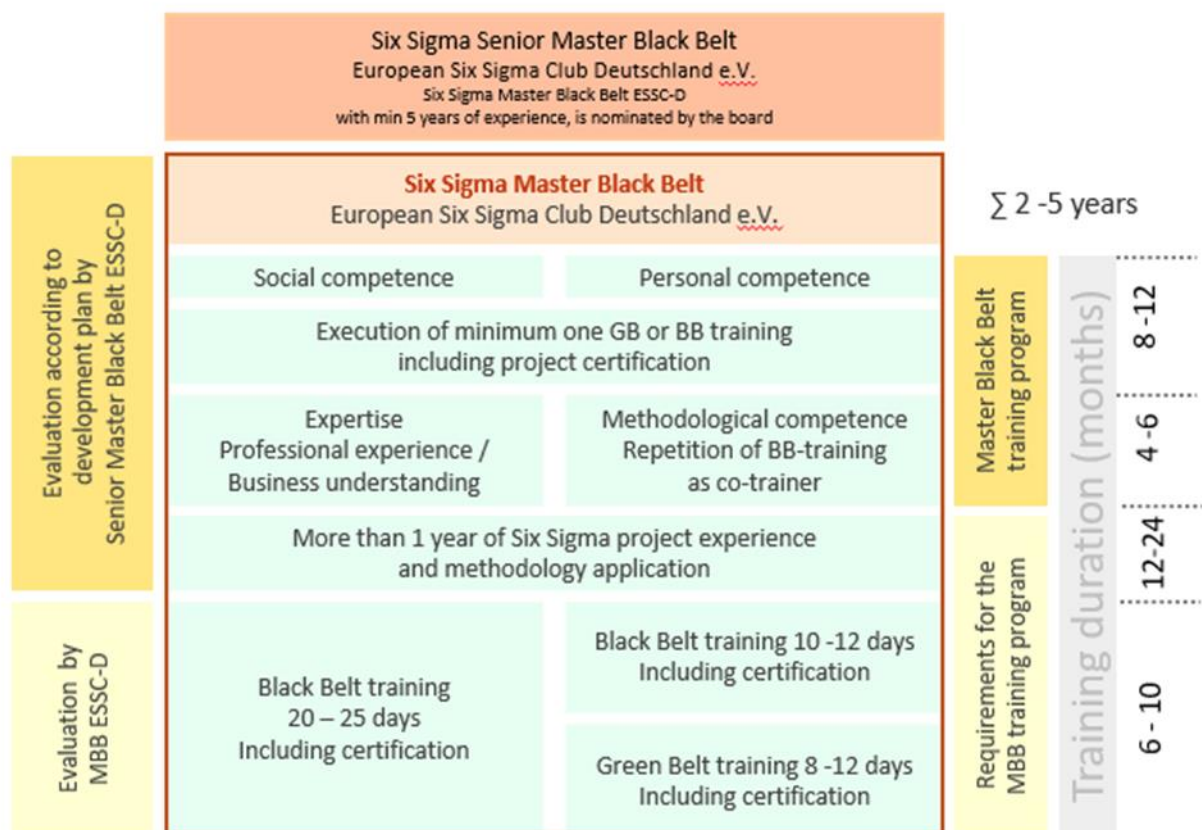 Six Sigma Senior Master Black Belt
European Six Sigma Club Deutschland e.V.
Six Sigma Master Black Belt ESSC-D
with min 5 years of experience, is nominated by the board
Six Sigma Master Black Belt
European Six Sigma Club Deutschland e.V.
∑ 2 -5 years
Evaluation according to
development plan by
Senior Master Black Belt ESSC-D
Social competence
Personal competence
Execution of minimum one GB or BB training
including project certification
Expertise
Professional experience /
Business understanding
Methodological competence
Repetition of BB-training
as co-trainer
More than 1 year of Six Sigma project experience
and methodology application
Master Black Belt
training program
Training duration (months)
8 -12
4 -6
12-24
6 - 10
Evaluation by
MBB ESSC-D
Black Belt training
20 – 25 days
Including certification
Black Belt training 10 -12 days
Including certification
Green Belt training 8 -12 days
Including certification
Requirements for the
MBB training program